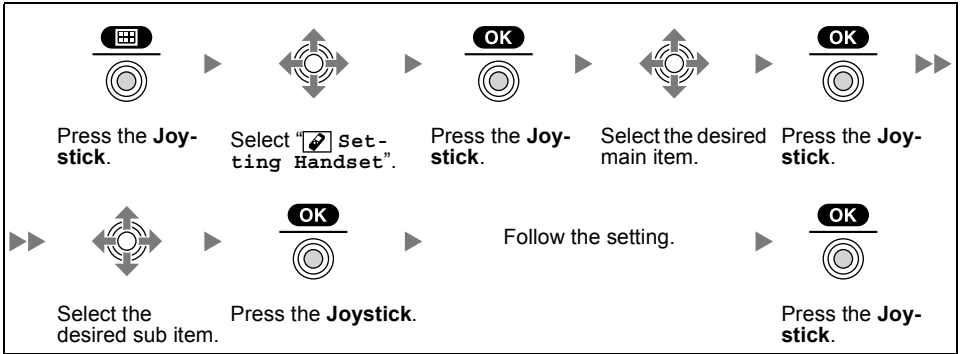 OK
OK
Press the Joy-
stick.
Select “Set-
ting Handset”.
Press the Joy-
stick.
Select the desired
main item.
Press the Joy-
stick.
OK
Follow the setting.
OK
Select the
desired sub item.
Press the Joystick.
Press the Joy-
stick.